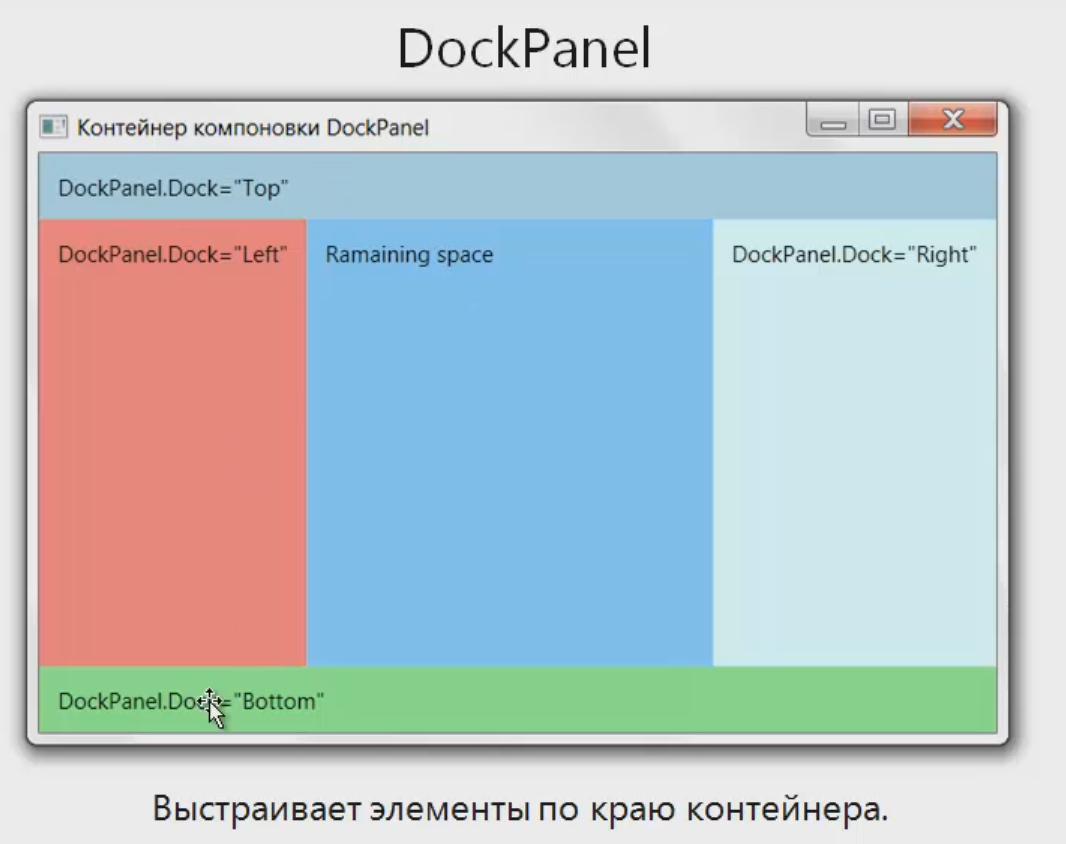 DockPanel
Контейнер компоновки DockPanel
DockPanel.Dock="Top"
DockPanel.Dock="Left" Ramaining space DockPanel.Dock="Right"
DockPanel.Dock="Bottom"
Выстраивает элементы по краю контейнера.